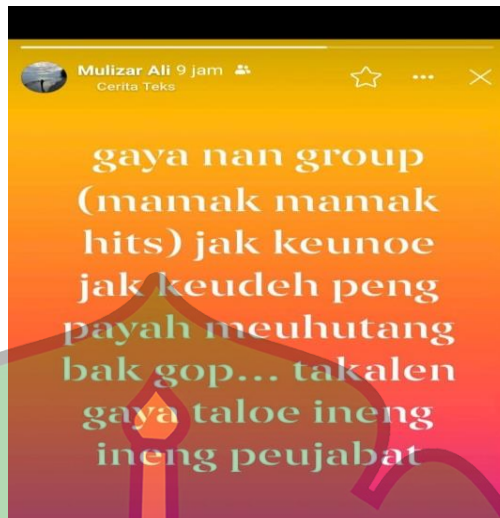 Mulizar Ali 9 jam
Cerita Teks
gaya nan group
(mamak mamak
hits) jak keunoe
jak keudeh peng
payah meuhutang
bak gop... takalen
gaya taloe ineng
ineng peujabat